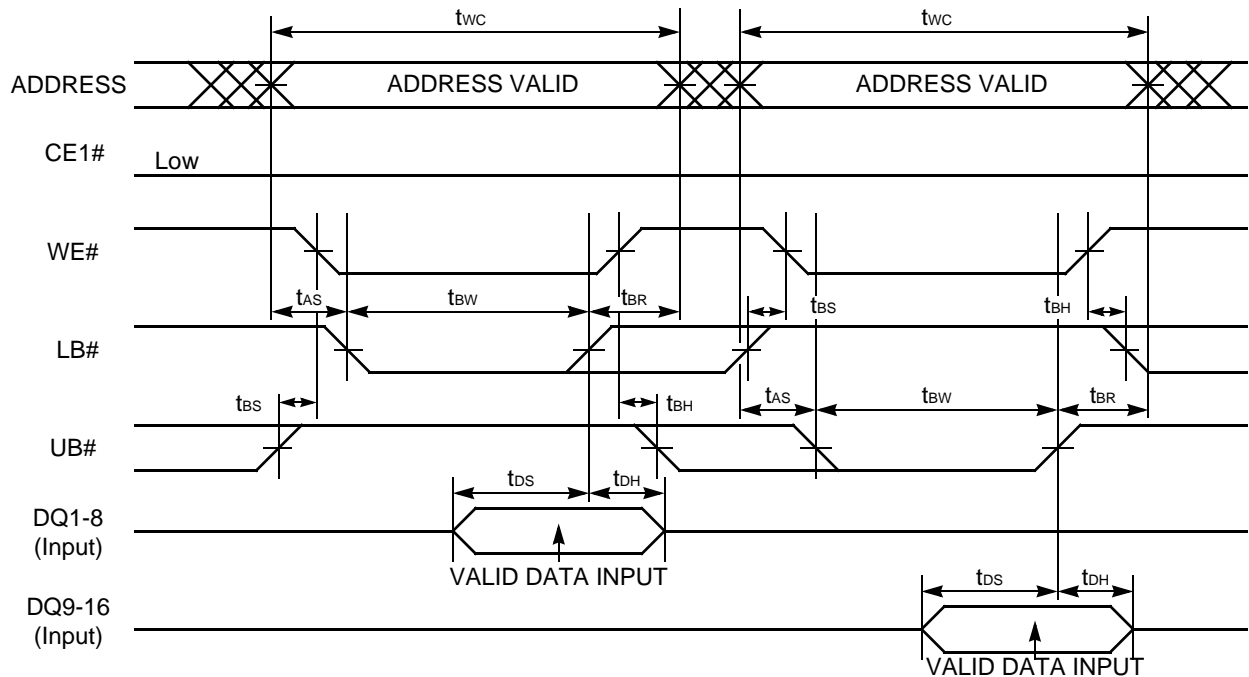 tWC tWC
ADDRESS ADDRESS VALID ADDRESS VALID
CE1# Low
WE#
tAS tBW tBR tBS tBH
LB#
tBS tBH tAS tBW tBR
UB#
tDS tDH
DQ1-8
(Input)
VALID DATA INPUT
DQ9-16 tDS tDH
(Input)
VALID DATA INPUT